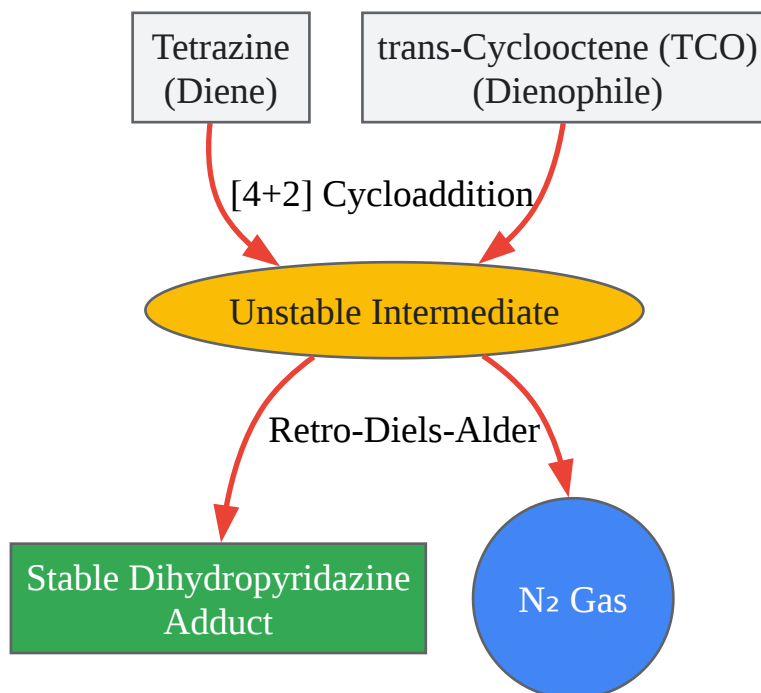 Tetrazine
(Diene)
trans-Cyclooctene (TCO)
(Dienophile)
[4+2] Cycloaddition
Unstable Intermediate
Retro-Diels-Alder
Stable Dihydropyridazine
Adduct
N₂ Gas